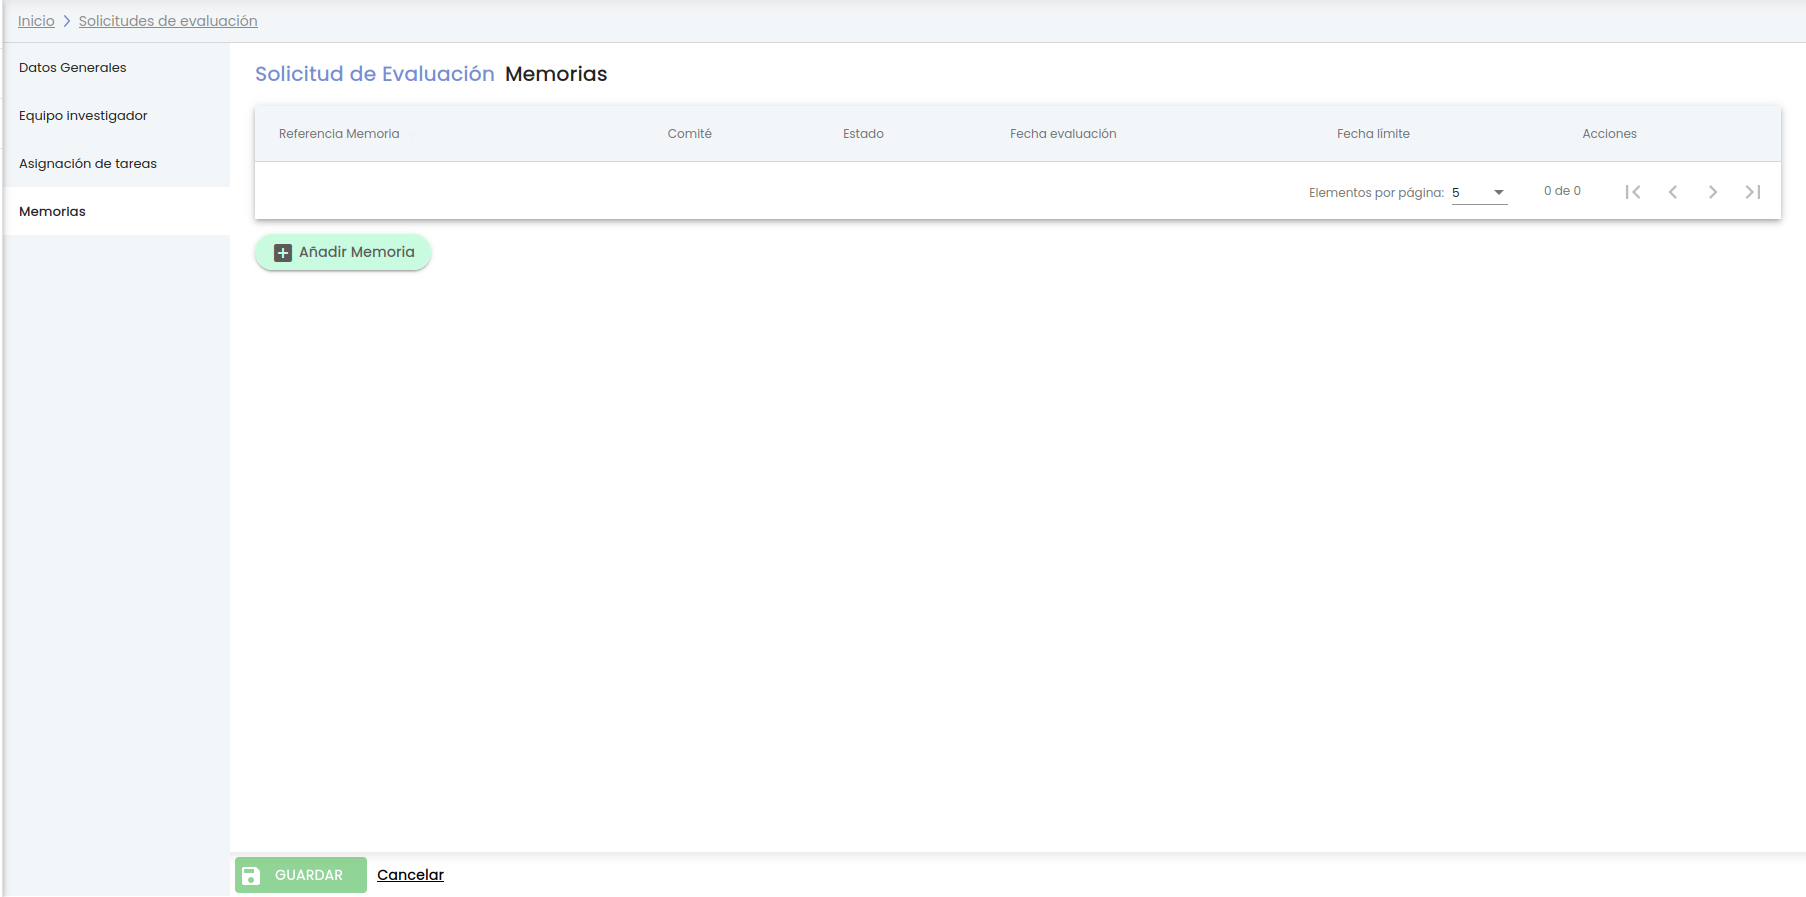 Inicio > Solicitudes de evaluación
Datos Generales
Equipo investigador
Asignación de tareas
Memorias
Solicitud de Evaluación Memorias
Referencia Memoria Comité Estado Fecha evaluación Fecha límite Acciones
Elementos por página: 5 0 de 0
Añadir Memoria
GUARDAR Cancelar